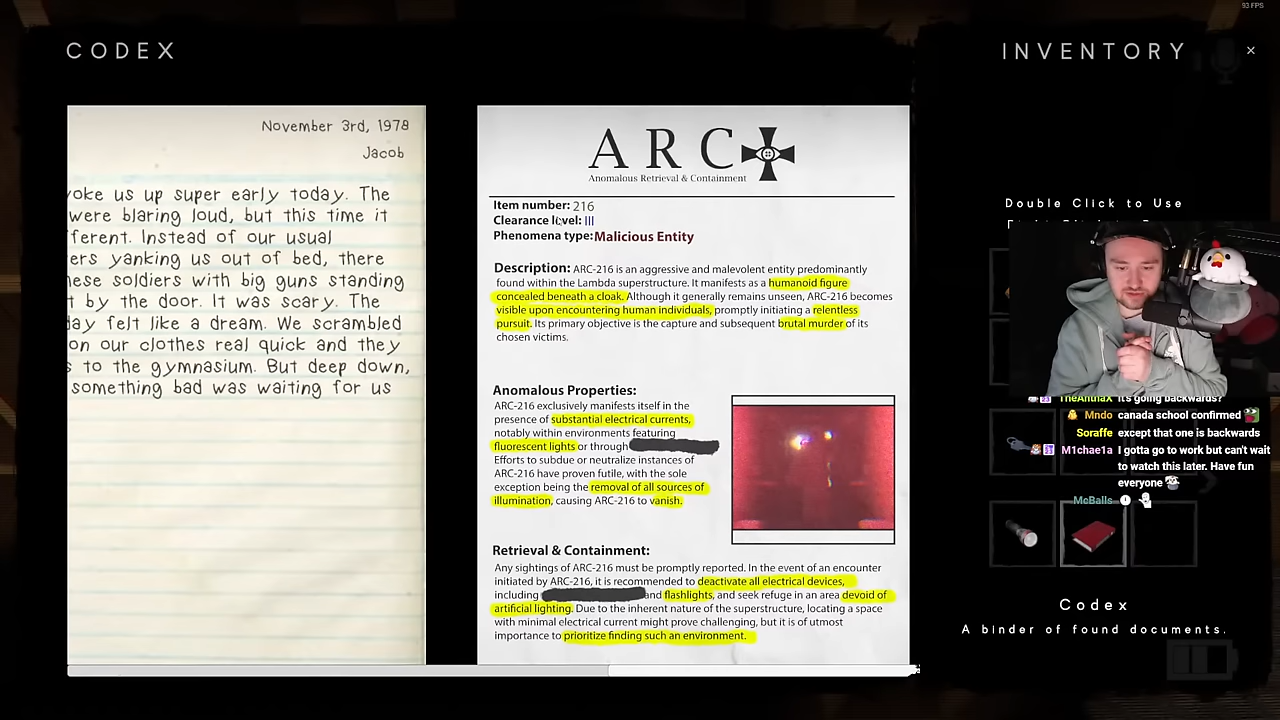 93 FPS
CODEX
INVENTORY
×
November 3rd, 1978
Jacob
woke us up super early today. The
were blaring loud, but this time it
fferent. Instead of our usual
ers yanking us out of bed, there
hese soldiers with big guns standing
t by the door. It was scary. The
day felt like a dream. We scrambled
on our clothes real quick and they
s to the gymnasium. But deep down,
something bad was waiting for us
ARC
Anomalous Retrieval & Containment
Item number: 216
Clearance level: III
Phenomena type: Malicious Entity
Description: ARC-216 is an aggressive and malevolent entity predominantly
found within the Lambda superstructure. It manifests as a humanoid figure
concealed beneath a cloak. Although it generally remains unseen, ARC-216 becomes
visible upon encountering human individuals, promptly initiating a relentless
pursuit. Its primary objective is the capture and subsequent brutal murder of its
chosen victims.
Anomalous Properties:
ARC-216 exclusively manifests itself in the
presence of substantial electrical currents,
notably within environments featuring
fluorescent lights or through
Efforts to subdue or neutralize instances of
ARC-216 have proven futile, with the sole
exception being the removal of all sources of
illumination, causing ARC-216 to vanish.
Retrieval & Containment:
Any sightings of ARC-216 must be promptly reported. In the event of an encounter
initiated by ARC-216, it is recommended to deactivate all electrical devices,
including and flashlights, and seek refuge in an area devoid of
artificial lighting. Due to the inherent nature of the superstructure, locating a space
with minimal electrical current might prove challenging, but it is of utmost
importance to prioritize finding such an environment.
Double Click to Use
TheAnthaX it's going backwards?
Mndo canada school confirmed
Soraffe except that one is backwards
M1chae1a I gotta go to work but can't wait
to watch this later. Have fun
everyone
McBalls
Codex
A binder of found documents.